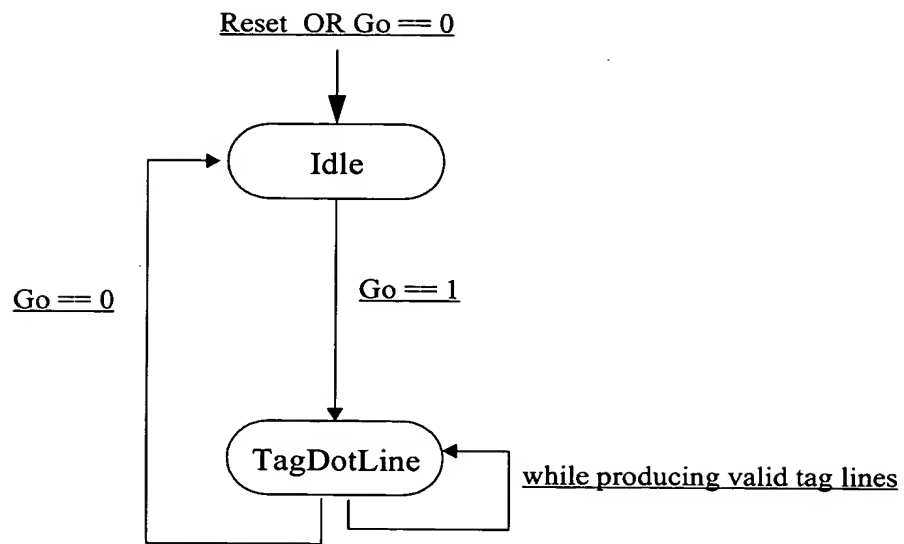 Reset OR Go == 0
Idle
Go == 0
Go == 1
TagDotLine
while producing valid tag lines